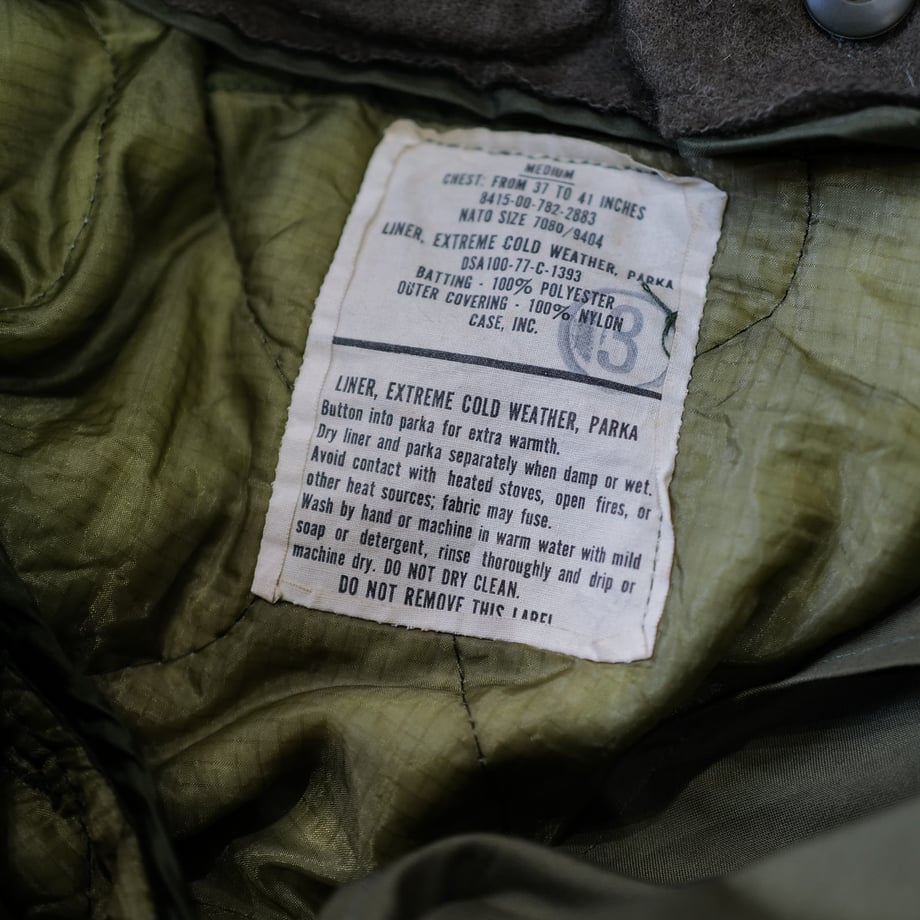 MEDIUM
CHEST: FROM 37 TO 41 INCHES
8415-00-782-2883
NATO SIZE 7080/9404
LINER, EXTREME COLD WEATHER, PARKA
DSA100-77-C-1393
BATTING - 100% POLYESTER
OUTER COVERING - 100% NYLON
CASE, INC.
13
LINER, EXTREME COLD WEATHER, PARKA
Button into parka for extra warmth.
Dry liner and parka separately when damp or wet.
Avoid contact with heated stoves, open fires, or
other heat sources; fabric may fuse.
Wash by hand or machine in warm water with mild
soap or detergent, rinse thoroughly and drip or
machine dry. DO NOT DRY CLEAN.
DO NOT REMOVE THIS LABEL